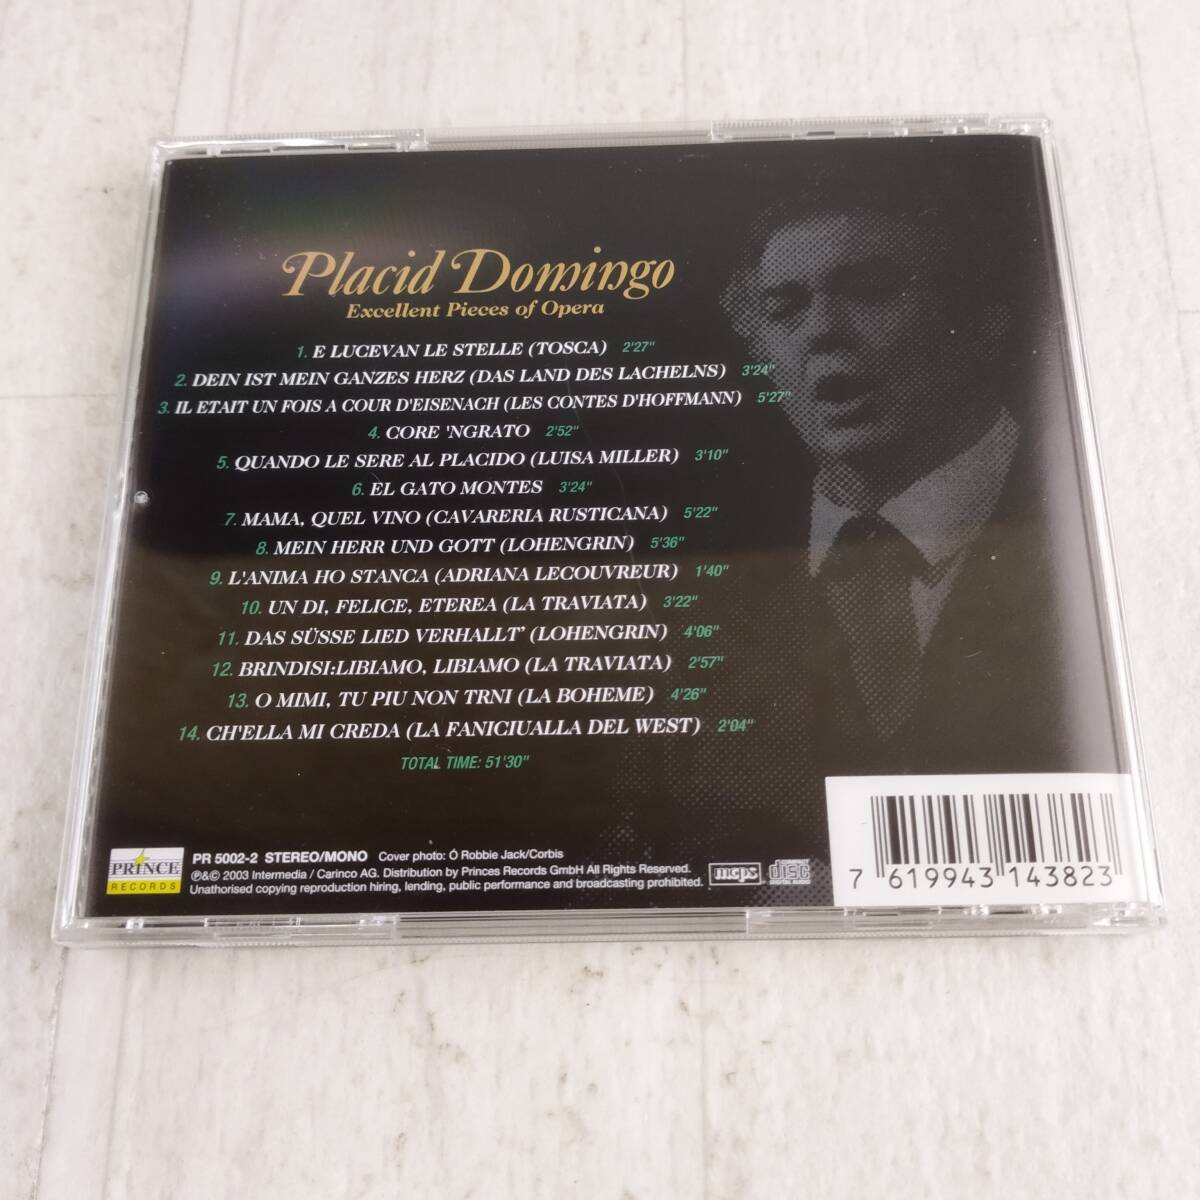 Placid Domingo
Excellent Pieces of Opera
1. E LUCEVAN LE STELLE (TOSCA) 2'27"
2. DEIN IST MEIN GANZES HERZ (DAS LAND DES LACHELNS) 3'24"
3. IL ETAIT UN FOIS A COUR D'EISENACH (LES CONTES D'HOFFMANN) 5'27"
4. CORE 'NGRATO 2'52"
5. QUANDO LE SERE AL PLACIDO (LUISA MILLER) 3'10"
6. EL GATO MONTES 3'24"
7. MAMA, QUEL VINO (CAVARERIA RUSTICANA) 5'22"
8. MEIN HERR UND GOTT (LOHENGRIN) 5'36"
9. L'ANIMA HO STANCA (ADRIANA LECOUVREUR) 1'40"
10. UN DI, FELICE, ETEREA (LA TRAVIATA) 3'22"
11. DAS SÜSSE LIED VERHALLT' (LOHENGRIN) 4'06"
12. BRINDISI:LIBIAMO, LIBIAMO (LA TRAVIATA) 2'57"
13. O MIMI, TU PIU NON TRNI (LA BOHEME) 4'26"
14. CH'ELLA MI CREDA (LA FANICIUALLA DEL WEST) 2'04"
TOTAL TIME: 51'30"
PRINCE
RECORDS
PR 5002-2 STEREO/MONO Cover photo: Ó Robbie Jack/Corbis
℗&© 2003 Intermedia / Carinco AG. Distribution by Princes Records GmbH All Rights Reserved.
Unauthorised copying reproduction hiring, lending, public performance and broadcasting prohibited.
mcps
COMPACT
disc
DIGITAL AUDIO
7 619943 143823